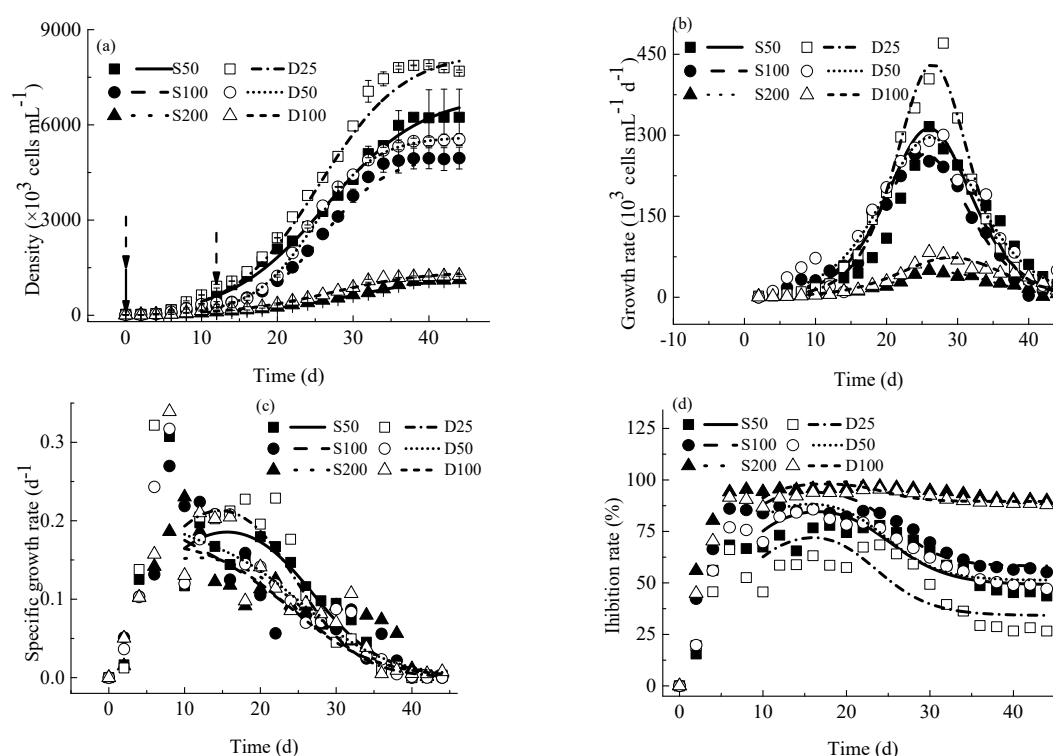 (a)
S50 D25
S100 D50
S200 D100
9000
6000
3000
0
Density (×10³ cells mL⁻¹)
0 10 20 30 40
Time (d)
(b)
S50 D25
S100 D50
S200 D100
450
300
150
0
Growth rate (10³ cells mL⁻¹ d⁻¹)
-10 0 10 20 30 40
Time (d)
(c)
S50 D25
S100 D50
S200 D100
0.3
0.2
0.1
0.0
Specific growth rate (d⁻¹)
0 10 20 30 40
Time (d)
(d)
S50 D25
S100 D50
S200 D100
125
100
75
50
25
0
Ihibition rate (%)
0 10 20 30 40
Time (d)